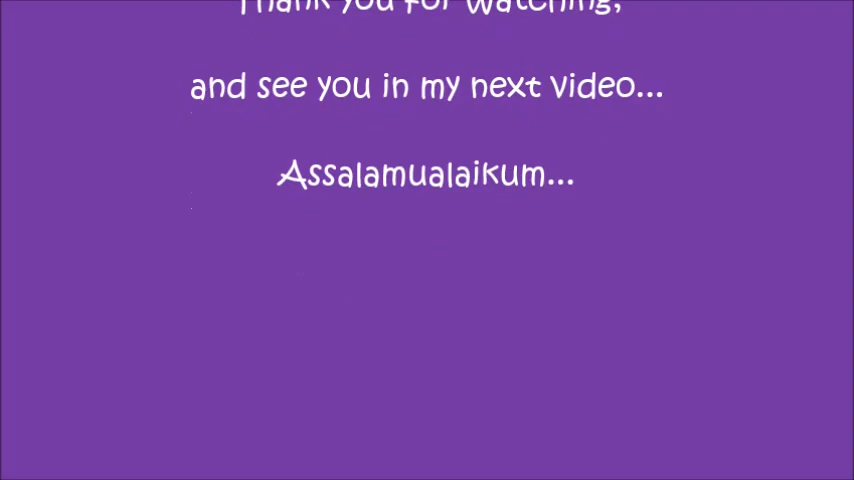 Thank you for watching,
and see you in my next video...
Assalamualaikum...